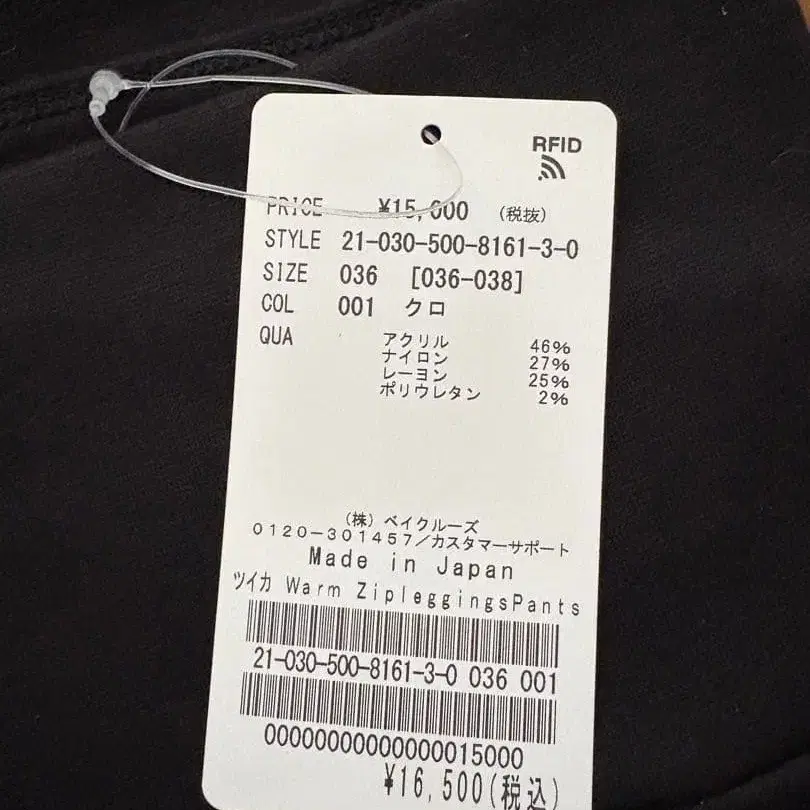 RFID
PRICE ¥15,000 (税抜)
STYLE 21-030-500-8161-3-0
SIZE 036 [036-038]
COL 001 クロ
QUA アクリル 46%
ナイロン 27%
レーヨン 25%
ポリウレタン 2%
(株)ベイクルーズ
0120-301457/カスタマーサポート
Made in Japan
ツイカ Warm ZipleggingsPants
21-030-500-8161-3-0 036 001
00000000000000015000
¥16,500(税込)